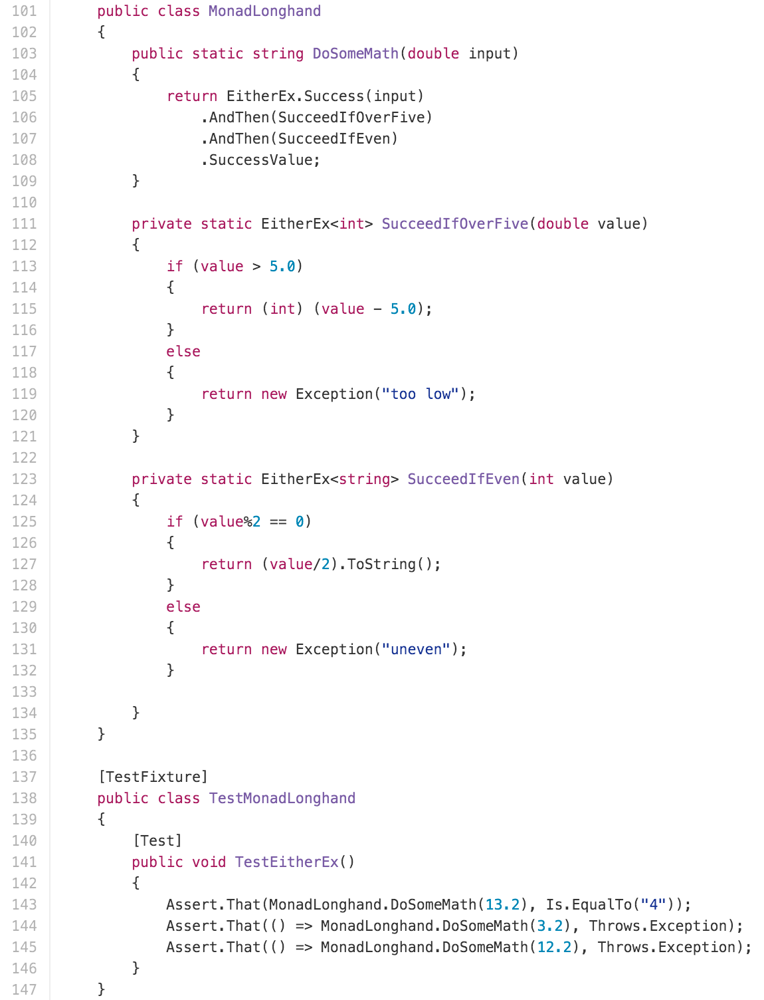 101 public class MonadLonghand
102 {
103 public static string DoSomeMath(double input)
104 {
105 return EitherEx.Success(input)
106 .AndThen(SucceedIfOverFive)
107 .AndThen(SucceedIfEven)
108 .SuccessValue;
109 }
110
111 private static EitherEx<int> SucceedIfOverFive(double value)
112 {
113 if (value > 5.0)
114 {
115 return (int) (value - 5.0);
116 }
117 else
118 {
119 return new Exception("too low");
120 }
121 }
122
123 private static EitherEx<string> SucceedIfEven(int value)
124 {
125 if (value%2 == 0)
126 {
127 return (value/2).ToString();
128 }
129 else
130 {
131 return new Exception("uneven");
132 }
133
134 }
135 }
136
137 [TestFixture]
138 public class TestMonadLonghand
139 {
140 [Test]
141 public void TestEitherEx()
142 {
143 Assert.That(MonadLonghand.DoSomeMath(13.2), Is.EqualTo("4"));
144 Assert.That(() => MonadLonghand.DoSomeMath(3.2), Throws.Exception);
145 Assert.That(() => MonadLonghand.DoSomeMath(12.2), Throws.Exception);
146 }
147 }